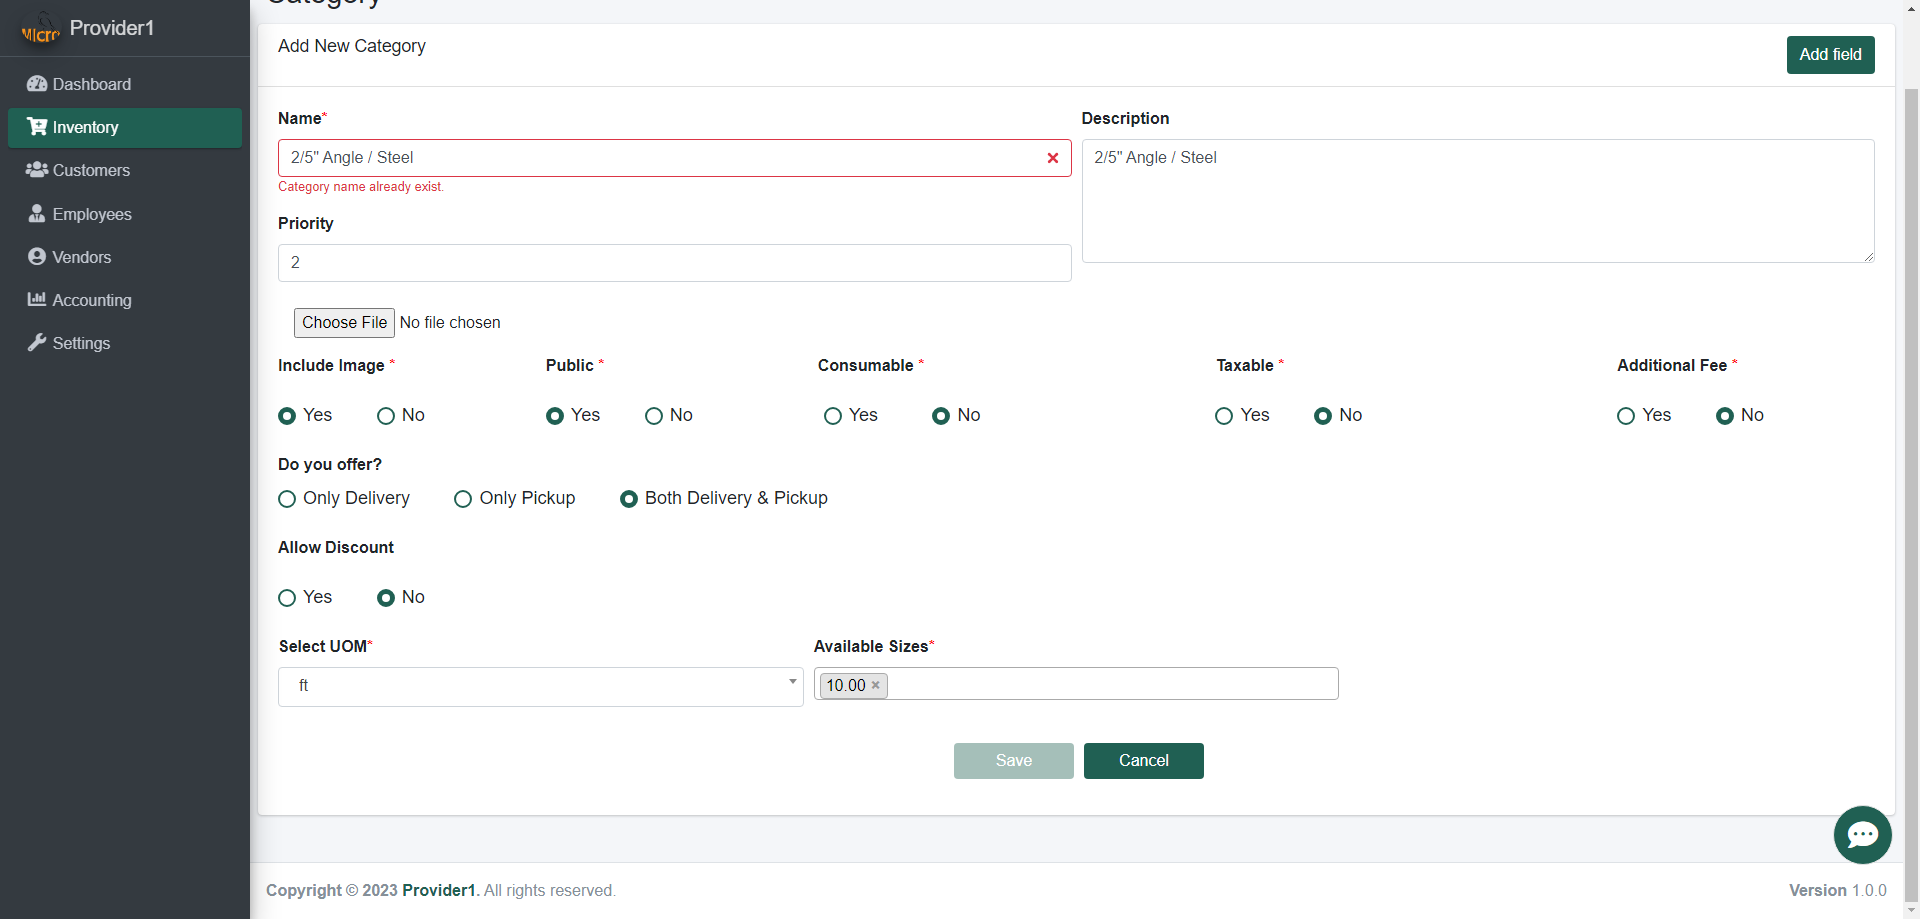 Category
Micro Provider1
Add New Category
Add field
Dashboard
Inventory
Customers
Employees
Vendors
Accounting
Settings
Name*
Description
2/5" Angle / Steel
2/5" Angle / Steel
Category name already exist.
Priority
2
Choose File No file chosen
Include Image * Public * Consumable * Taxable * Additional Fee *
Yes No Yes No Yes No Yes No Yes No
Do you offer?
Only Delivery Only Pickup Both Delivery & Pickup
Allow Discount
Yes No
Select UOM* Available Sizes*
ft 10.00 ×
Save Cancel
Copyright © 2023 Provider1. All rights reserved.
Version 1.0.0